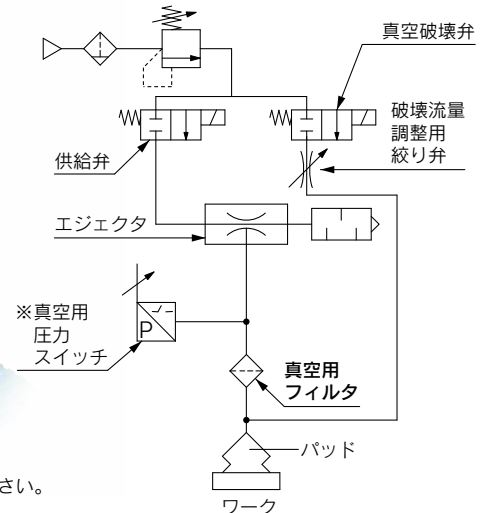 真空破壊弁
破壊流量
調整用
絞り弁
供給弁
エジェクタ
※真空用
圧力
スイッチ
P
真空用
フィルタ
パッド
さい。
ワーク